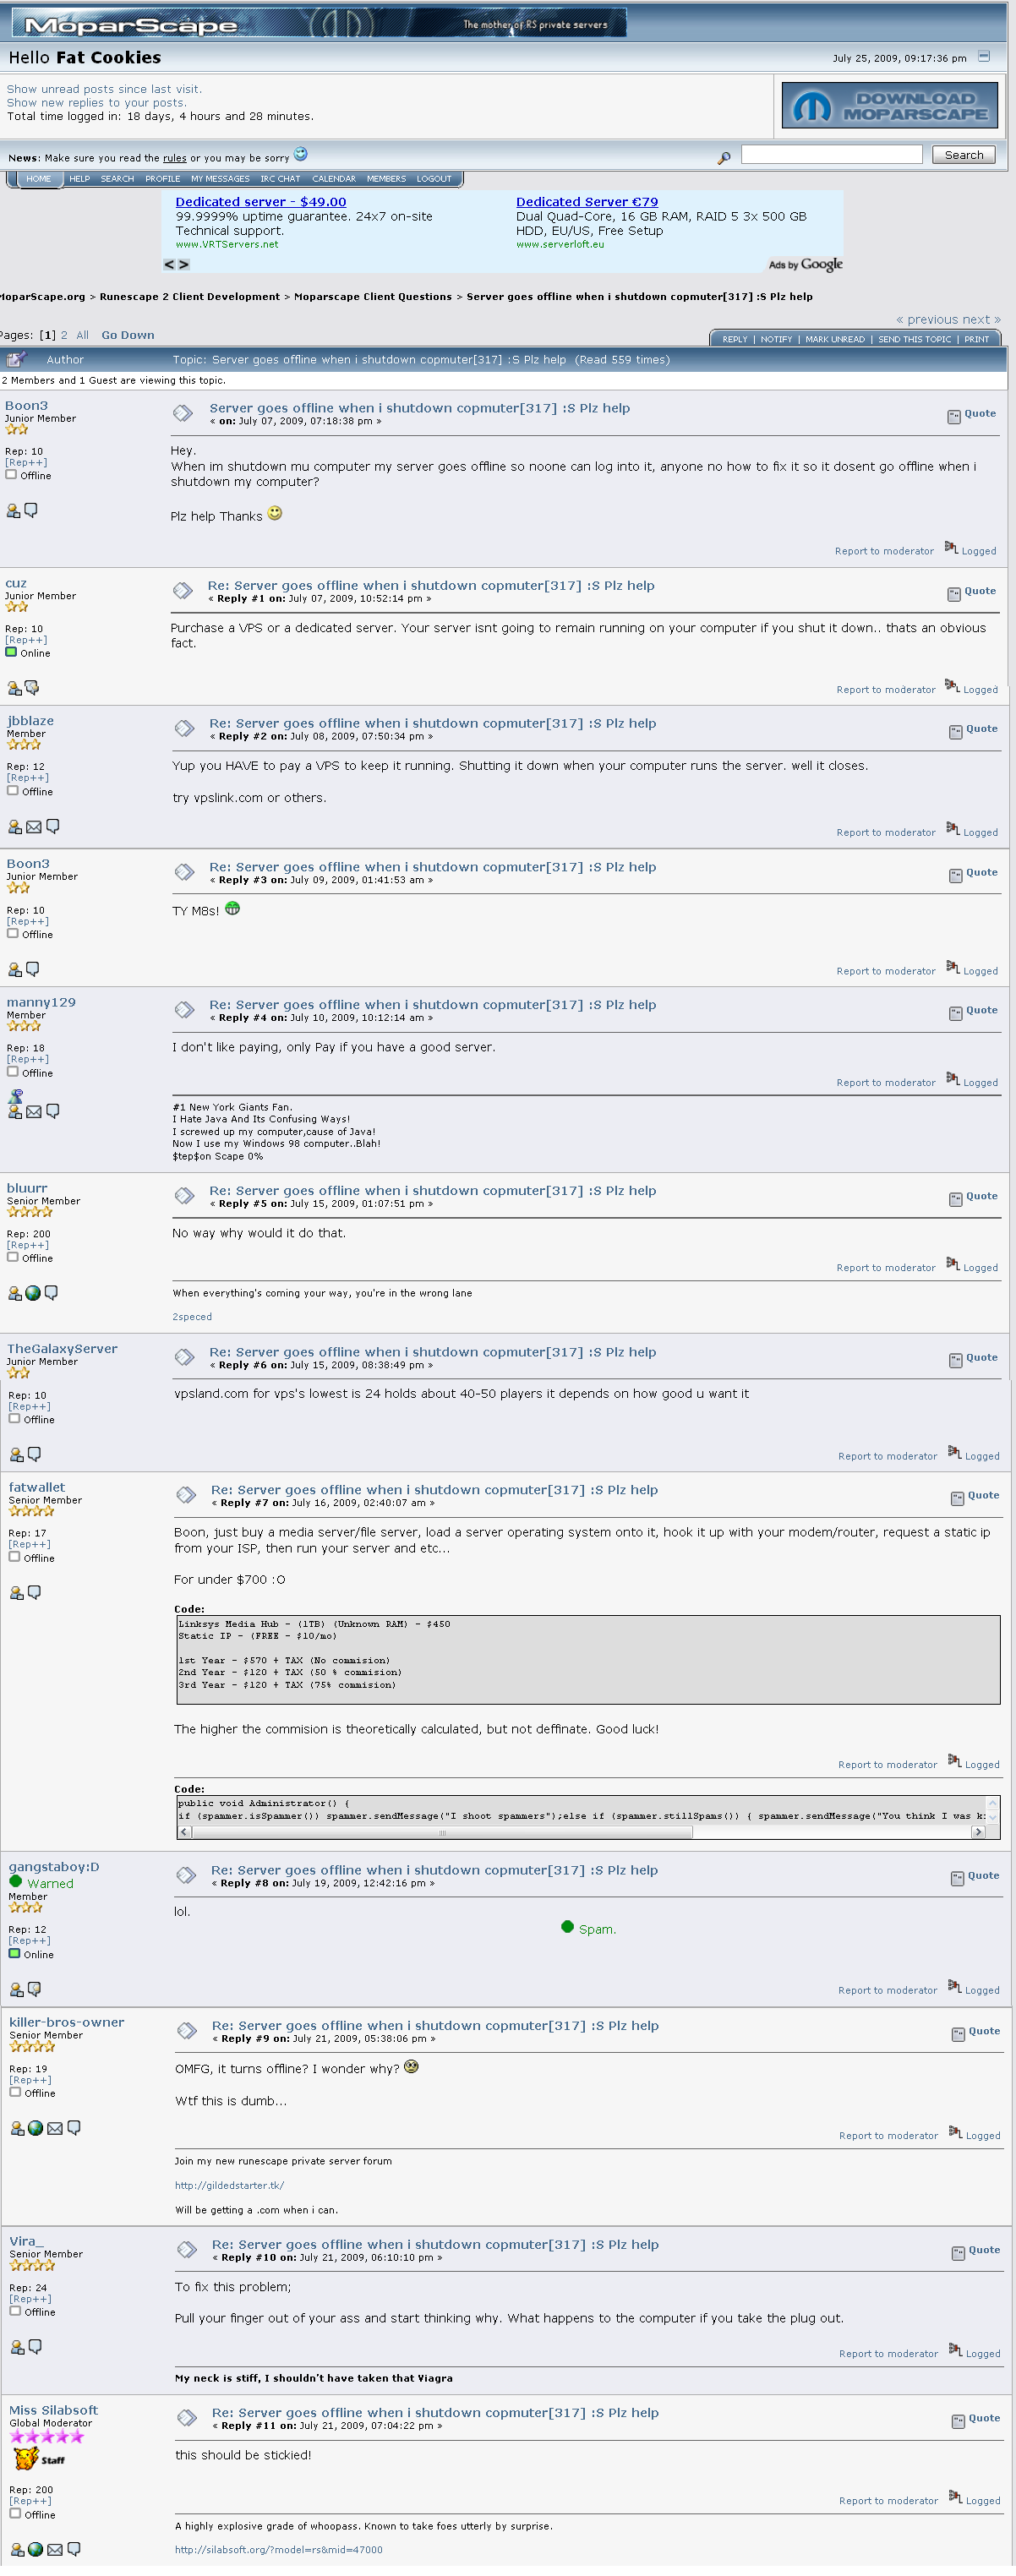 MoparScape
The mother of RS private servers
Hello Fat Cookies
July 25, 2009, 09:17:36 pm
Show unread posts since last visit.
Show new replies to your posts.
Total time logged in: 18 days, 4 hours and 28 minutes.
DOWNLOAD
MOPARSCAPE
News: Make sure you read the rules or you may be sorry
Search
HOME HELP SEARCH PROFILE MY MESSAGES IRC CHAT CALENDAR MEMBERS LOGOUT
Dedicated server - $49.00
99.9999% uptime guarantee. 24x7 on-site
Technical support.
www.VRTServers.net
Dedicated Server €79
Dual Quad-Core, 16 GB RAM, RAID 5 3x 500 GB
HDD, EU/US, Free Setup
www.serverloft.eu
< >
Ads by Google
MoparScape.org > Runescape 2 Client Development > Moparscape Client Questions > Server goes offline when i shutdown copmuter[317] :S Plz help
« previous next »
Pages: [1] 2 All Go Down
REPLY | NOTIFY | MARK UNREAD | SEND THIS TOPIC | PRINT
Author
Topic: Server goes offline when i shutdown copmuter[317] :S Plz help (Read 559 times)
2 Members and 1 Guest are viewing this topic.
Boon3
Junior Member
Rep: 10
[Rep++]
Offline
Server goes offline when i shutdown copmuter[317] :S Plz help
« on: July 07, 2009, 07:18:38 pm »
Quote
Hey.
When im shutdown mu computer my server goes offline so noone can log into it, anyone no how to fix it so it dosent go offline when i
shutdown my computer?
Plz help Thanks
Report to moderator Logged
cuz
Junior Member
Rep: 10
[Rep++]
Online
Re: Server goes offline when i shutdown copmuter[317] :S Plz help
« Reply #1 on: July 07, 2009, 10:52:14 pm »
Quote
Purchase a VPS or a dedicated server. Your server isnt going to remain running on your computer if you shut it down.. thats an obvious
fact.
Report to moderator Logged
jbblaze
Member
Rep: 12
[Rep++]
Offline
Re: Server goes offline when i shutdown copmuter[317] :S Plz help
« Reply #2 on: July 08, 2009, 07:50:34 pm »
Quote
Yup you HAVE to pay a VPS to keep it running. Shutting it down when your computer runs the server. well it closes.
try vpslink.com or others.
Report to moderator Logged
Boon3
Junior Member
Rep: 10
[Rep++]
Offline
Re: Server goes offline when i shutdown copmuter[317] :S Plz help
« Reply #3 on: July 09, 2009, 01:41:53 am »
Quote
TY M8s!
Report to moderator Logged
manny129
Member
Rep: 18
[Rep++]
Offline
Re: Server goes offline when i shutdown copmuter[317] :S Plz help
« Reply #4 on: July 10, 2009, 10:12:14 am »
Quote
I don't like paying, only Pay if you have a good server.
Report to moderator Logged
#1 New York Giants Fan.
I Hate Java And Its Confusing Ways!
I screwed up my computer,cause of Java!
Now I use my Windows 98 computer..Blah!
$tep$on Scape 0%
bluurr
Senior Member
Rep: 200
[Rep++]
Offline
Re: Server goes offline when i shutdown copmuter[317] :S Plz help
« Reply #5 on: July 15, 2009, 01:07:51 pm »
Quote
No way why would it do that.
Report to moderator Logged
When everything's coming your way, you're in the wrong lane
2speced
TheGalaxyServer
Junior Member
Rep: 10
[Rep++]
Offline
Re: Server goes offline when i shutdown copmuter[317] :S Plz help
« Reply #6 on: July 15, 2009, 08:38:49 pm »
Quote
vpsland.com for vps's lowest is 24 holds about 40-50 players it depends on how good u want it
Report to moderator Logged
fatwallet
Senior Member
Rep: 17
[Rep++]
Offline
Re: Server goes offline when i shutdown copmuter[317] :S Plz help
« Reply #7 on: July 16, 2009, 02:40:07 am »
Quote
Boon, just buy a media server/file server, load a server operating system onto it, hook it up with your modem/router, request a static ip
from your ISP, then run your server and etc...
For under $700 :O
Code:
Linksys Media Hub - (1TB) (Unknown RAM) - $450
Static IP - (FREE - $10/mo)
1st Year - $570 + TAX (No commision)
2nd Year - $120 + TAX (50 % commision)
3rd Year - $120 + TAX (75% commision)
The higher the commision is theoretically calculated, but not deffinate. Good luck!
Report to moderator Logged
Code:
public void Administrator() {
if (spammer.isSpammer()) spammer.sendMessage("I shoot spammers");else if (spammer.stillSpams()) { spammer.sendMessage("You think I was k:
gangstaboy:D
Warned
Member
Rep: 12
[Rep++]
Online
Re: Server goes offline when i shutdown copmuter[317] :S Plz help
« Reply #8 on: July 19, 2009, 12:42:16 pm »
Quote
lol.
Spam.
Report to moderator Logged
killer-bros-owner
Senior Member
Rep: 19
[Rep++]
Offline
Re: Server goes offline when i shutdown copmuter[317] :S Plz help
« Reply #9 on: July 21, 2009, 05:38:06 pm »
Quote
OMFG, it turns offline? I wonder why?
Wtf this is dumb...
Report to moderator Logged
Join my new runescape private server forum
http://gildedstarter.tk/
Will be getting a .com when i can.
Vira_
Senior Member
Rep: 24
[Rep++]
Offline
Re: Server goes offline when i shutdown copmuter[317] :S Plz help
« Reply #10 on: July 21, 2009, 06:10:10 pm »
Quote
To fix this problem;
Pull your finger out of your ass and start thinking why. What happens to the computer if you take the plug out.
Report to moderator Logged
My neck is stiff, I shouldn't have taken that Viagra
Miss Silabsoft
Global Moderator
Staff
Rep: 200
[Rep++]
Offline
Re: Server goes offline when i shutdown copmuter[317] :S Plz help
« Reply #11 on: July 21, 2009, 07:04:22 pm »
Quote
this should be stickied!
Report to moderator Logged
A highly explosive grade of whoopass. Known to take foes utterly by surprise.
http://silabsoft.org/?model=rs&mid=47000